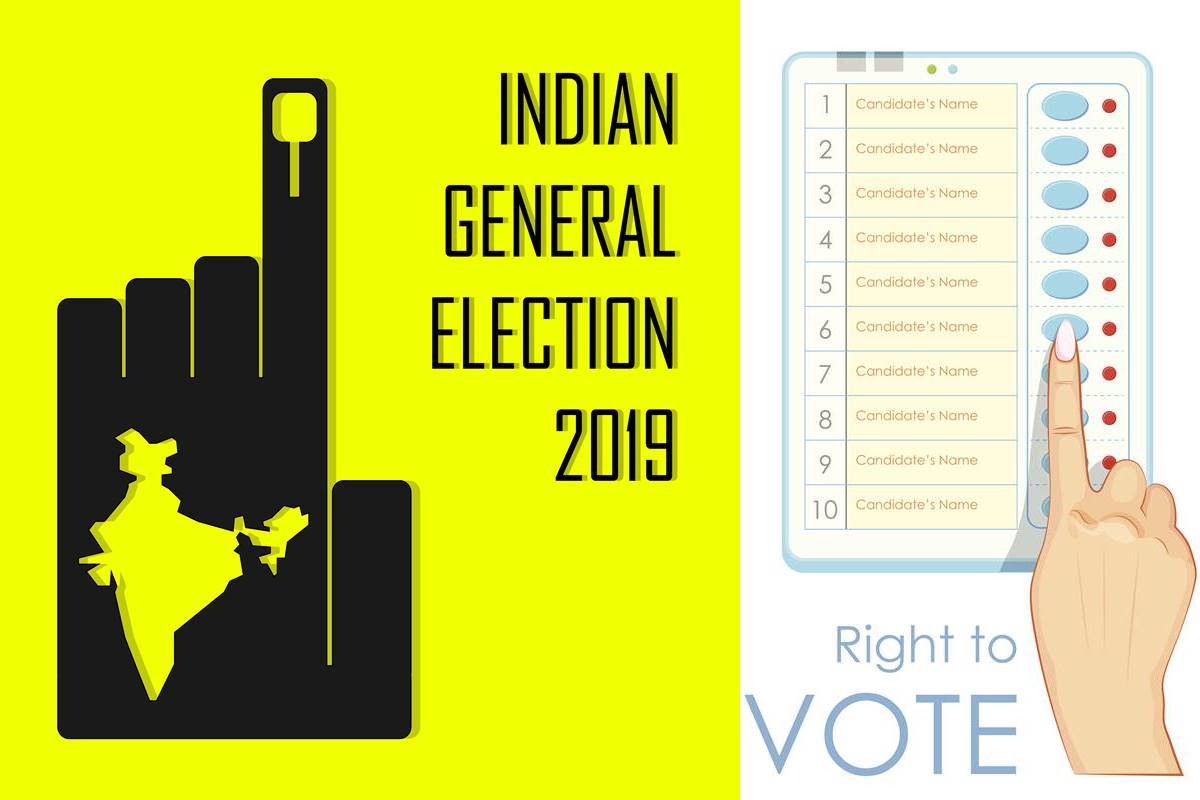 INDIAN
GENERAL
ELECTION
2019
1 Candidate's Name
2 Candidate's Name
3 Candidate's Name
4 Candidate's Name
5 Candidate's Name
6 Candidate's Name
7 Candidate's Name
8 Candidate's Name
9 Candidate's Name
10 Candidate's Name
Right to
VOTE